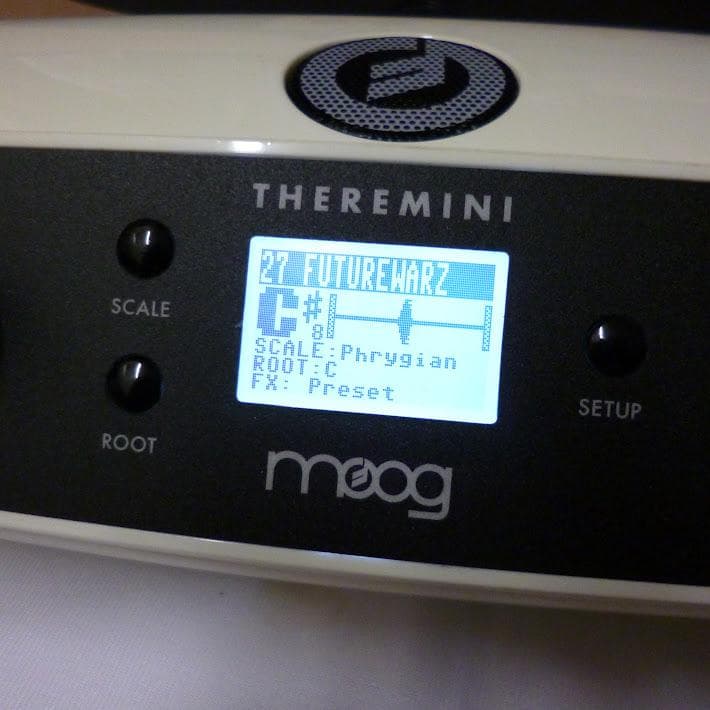 THEREMINI
27 FUTUREWARZ
C#8
SCALE:Phrygian
ROOT:C
FX: Preset
SCALE
ROOT
SETUP
moog